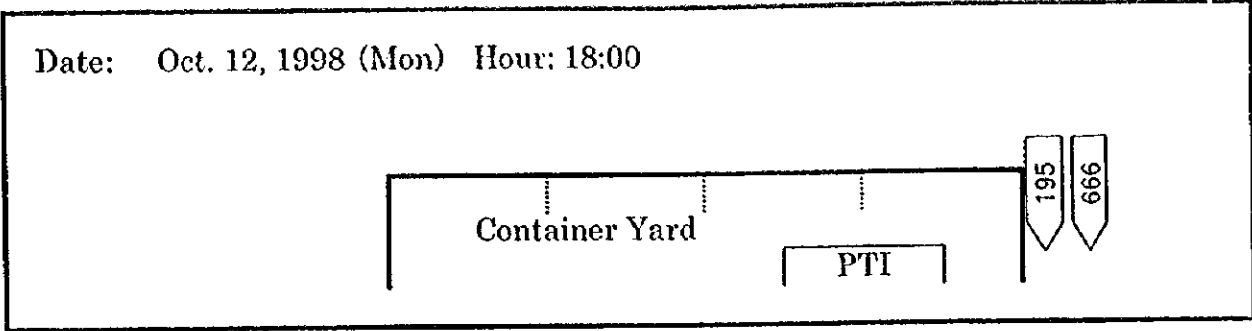 Date: Oct. 12, 1998 (Mon) Hour: 18:00
195
666
Container Yard
PTI